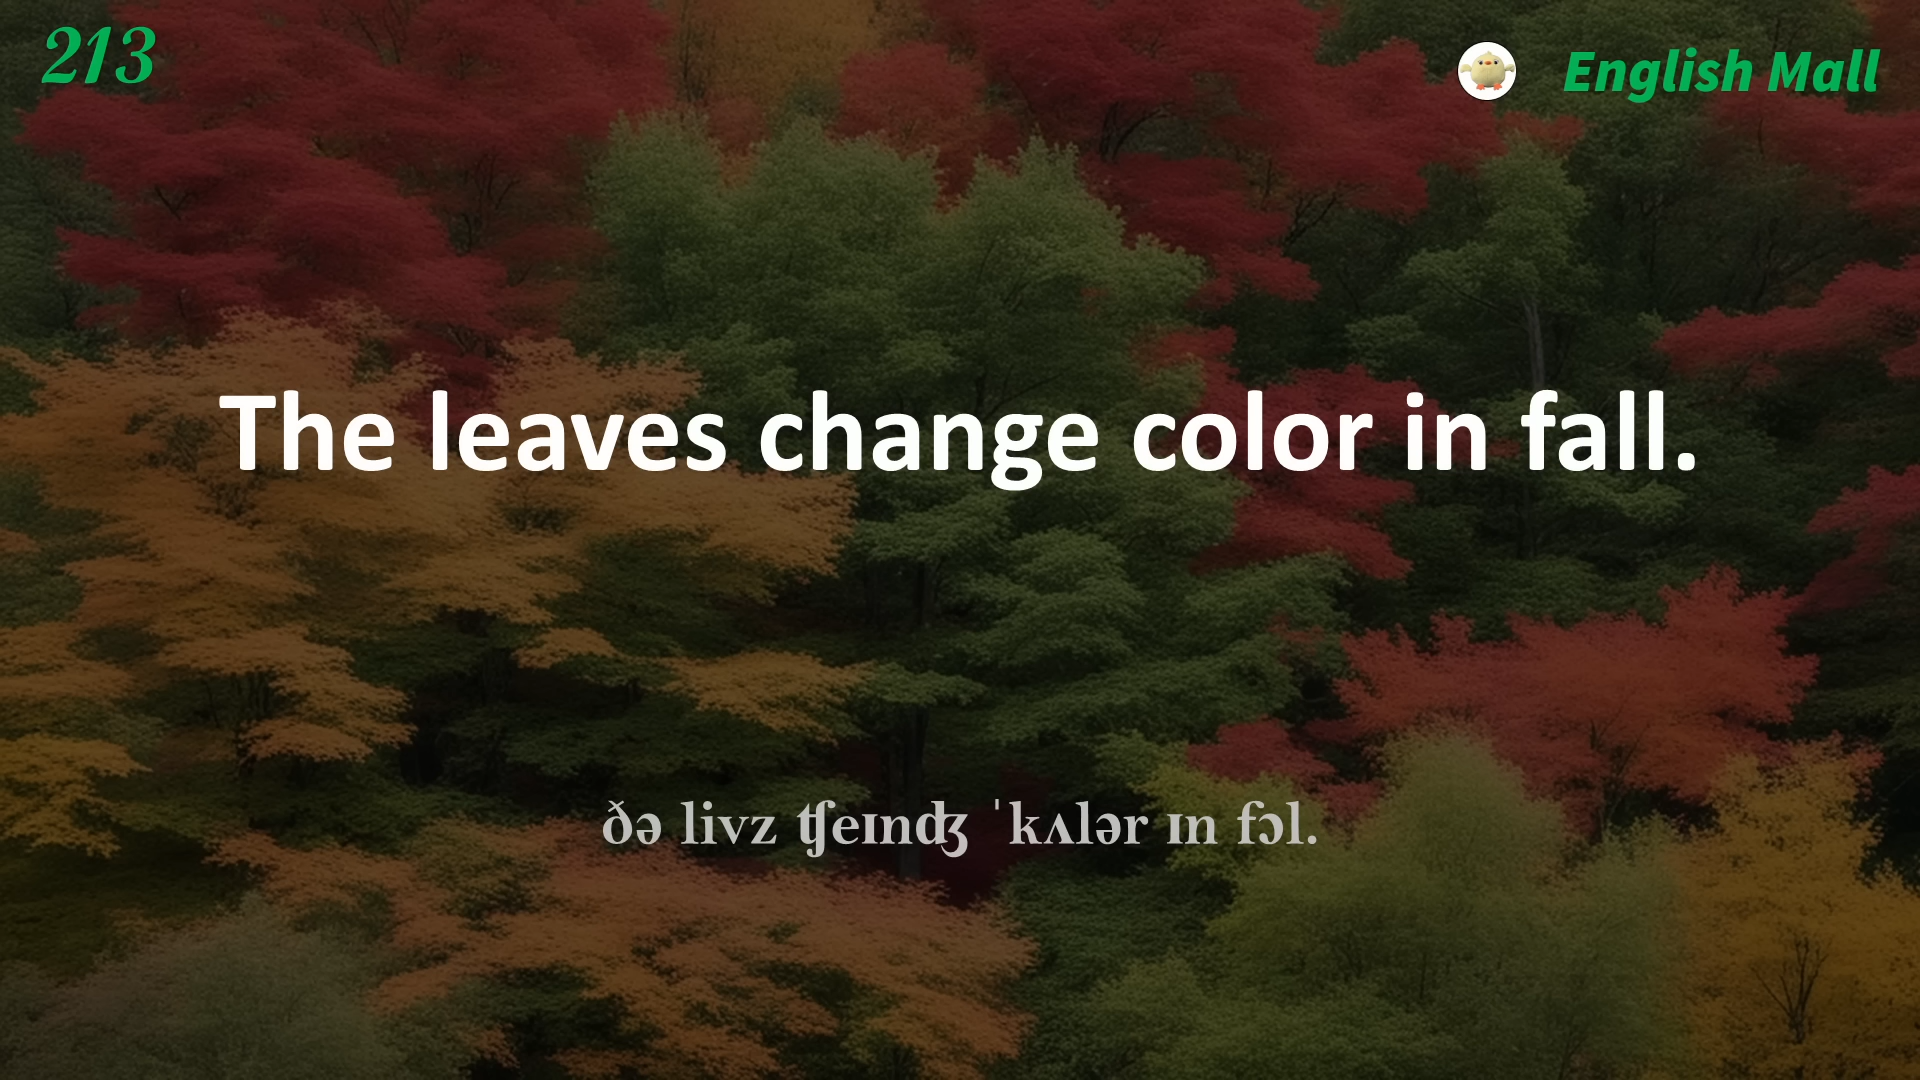 213
English Mall
The leaves change color in fall.
ðə livz ʧeɪnʤ ˈkʌlər ɪn fɔl.